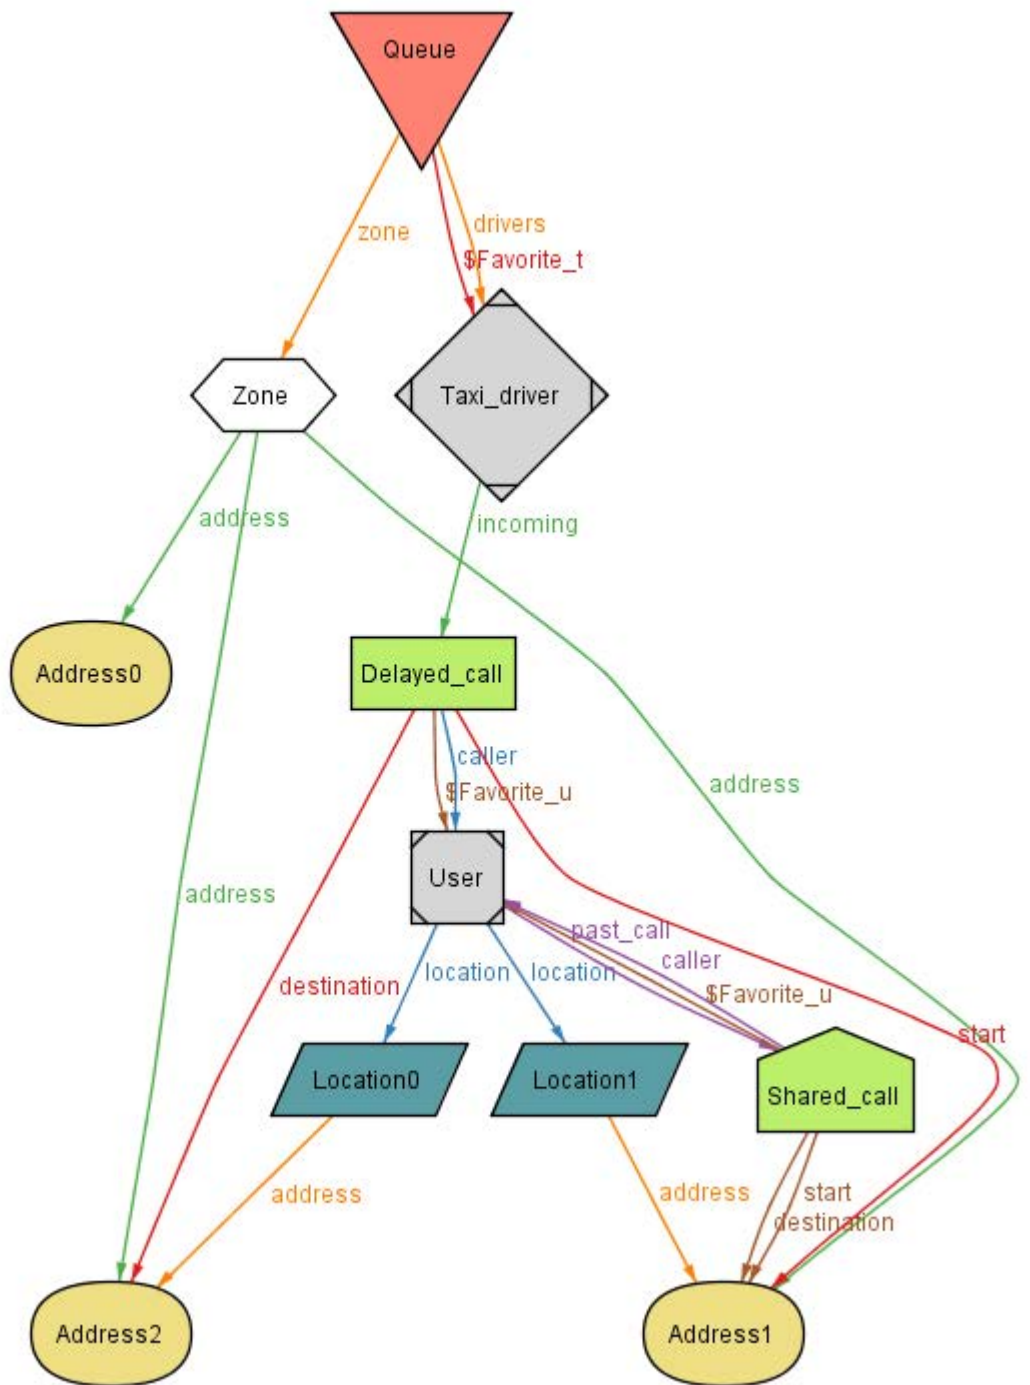 Queue
zone
drivers
$Favorite_t
Zone
Taxi_driver
address
incoming
Address0
Delayed_call
caller
$Favorite_u
address
User
address
past_call
caller
$Favorite_u
destination
location
location
start
Location0
Location1
Shared_call
address
address
start
destination
Address2
Address1